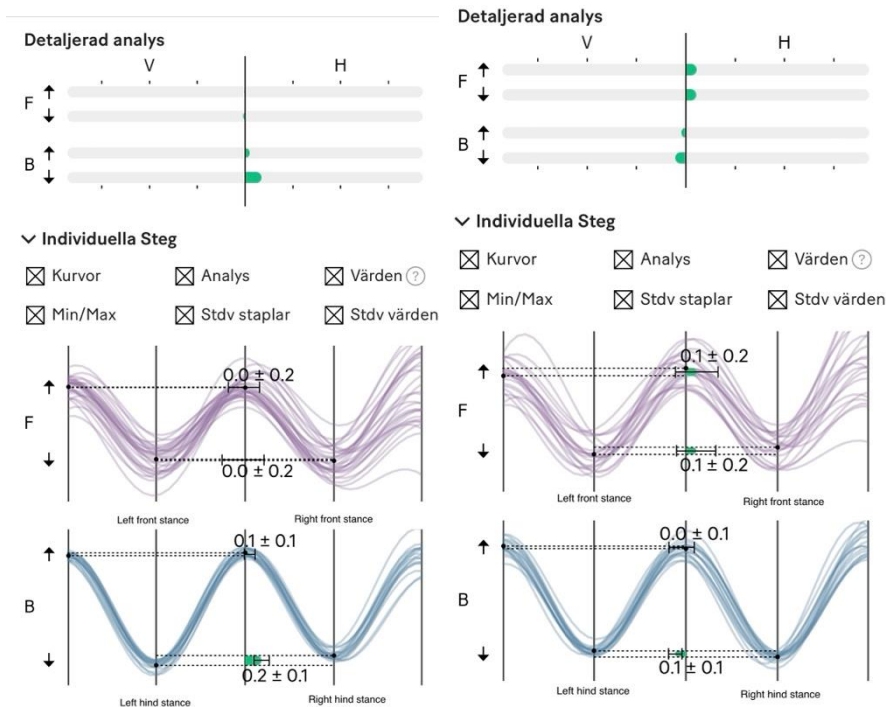 Detaljerad analys
V H
F ↑
↓
B ↑
↓
Individuella Steg
Kurvor Analys Värden ?
Min/Max Stdv staplar Stdv värden
↑ 0.0 ± 0.2
F
↓ 0.0 ± 0.2
Left front stance Right front stance
↑ 0.1 ± 0.1
B
↓ 0.2 ± 0.1
Left hind stance Right hind stance
Detaljerad analys
V H
F ↑
↓
B ↑
↓
Individuella Steg
Kurvor Analys Värden ?
Min/Max Stdv staplar Stdv värden
↑ 0.1 ± 0.2
F
↓ 0.1 ± 0.2
Left front stance Right front stance
↑ 0.0 ± 0.1
B
↓ 0.1 ± 0.1
Left hind stance Right hind stance